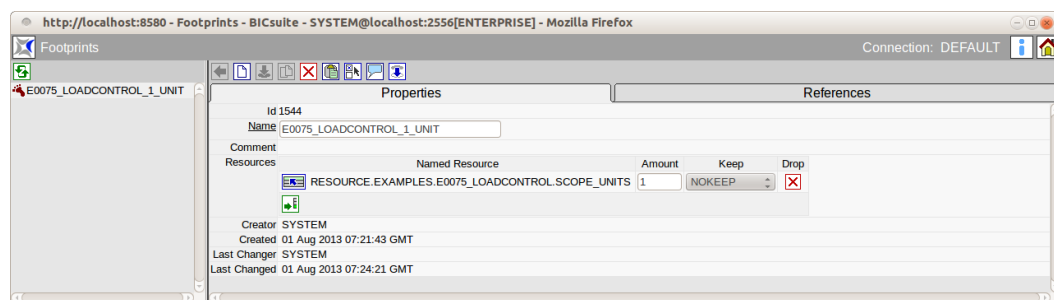 http://localhost:8580 - Footprints - BICsuite - SYSTEM@localhost:2556[ENTERPRISE] - Mozilla Firefox
Footprints
Connection: DEFAULT
E0075_LOADCONTROL_1_UNIT
Properties
References
Id 1544
Name E0075_LOADCONTROL_1_UNIT
Comment
Resources
Named Resource Amount Keep Drop
RESOURCE.EXAMPLES.E0075_LOADCONTROL.SCOPE_UNITS 1 NOKEEP
Creator SYSTEM
Created 01 Aug 2013 07:21:43 GMT
Last Changer SYSTEM
Last Changed 01 Aug 2013 07:24:21 GMT